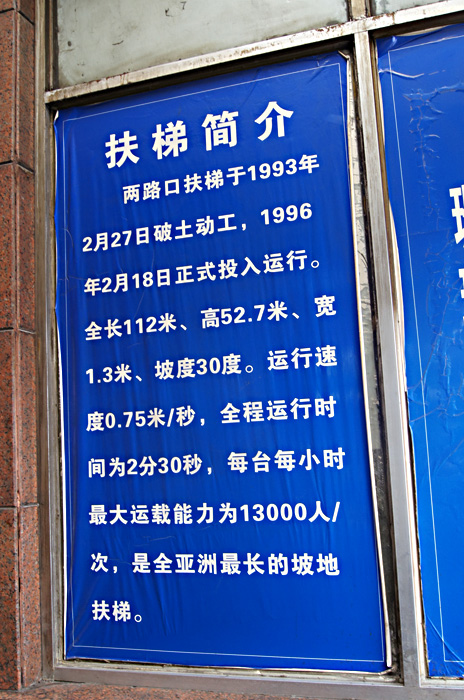 扶梯简介
两路口扶梯于1993年
2月27日破土动工，1996
年2月18日正式投入运行。
全长112米、高52.7米、宽
1.3米、坡度30度。运行速
度0.75米/秒，全程运行时
间为2分30秒，每台每小时
最大运载能力为13000人/
次，是全亚洲最长的坡地
扶梯。